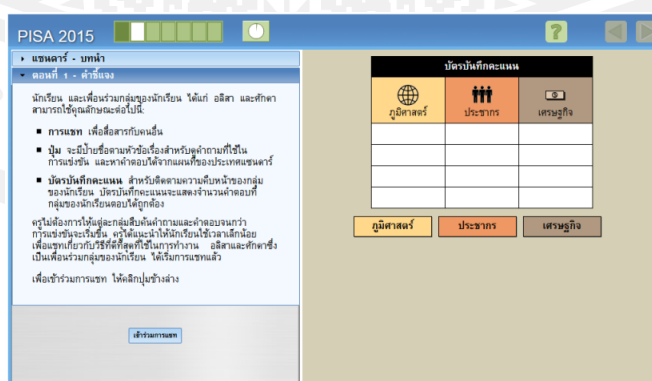 PISA 2015
?
แซนดาร์ - บทนำ
ตอนที่ 1 - คำชี้แจง
นักเรียน และเพื่อนร่วมกลุ่มของนักเรียน ได้แก่ อลิสา และศักดา
สามารถใช้คุณลักษณะต่อไปนี้:
■ การแชท เพื่อสื่อสารกับคนอื่น
■ ปุ่ม จะมีป้ายชื่อตามหัวข้อเรื่องสำหรับดูคำถามที่ใช้ใน
การแข่งขัน และหาคำตอบได้จากแผนที่ของประเทศแซนดาร์
■ บัตรบันทึกคะแนน สำหรับติดตามความคืบหน้าของกลุ่ม
ของนักเรียน บัตรบันทึกคะแนนจะแสดงจำนวนคำตอบที่
กลุ่มของนักเรียนตอบได้ถูกต้อง
ครูไม่ต้องการให้แต่ละกลุ่มสืบค้นคำถามและคำตอบจนกว่า
การแข่งขันจะเริ่มขึ้น ครูได้แนะนำให้นักเรียนใช้เวลาเล็กน้อย
เพื่อแชทเกี่ยวกับวิธีที่ดีที่สุดที่ใช้ในการทำงาน อลิสาและศักดาซึ่ง
เป็นเพื่อนร่วมกลุ่มของนักเรียน ได้เริ่มการแชทแล้ว
เพื่อเข้าร่วมการแชท ให้คลิกปุ่มข้างล่าง
เข้าร่วมการแชท
บัตรบันทึกคะแนน
ภูมิศาสตร์ ประชากร เศรษฐกิจ
ภูมิศาสตร์ ประชากร เศรษฐกิจ